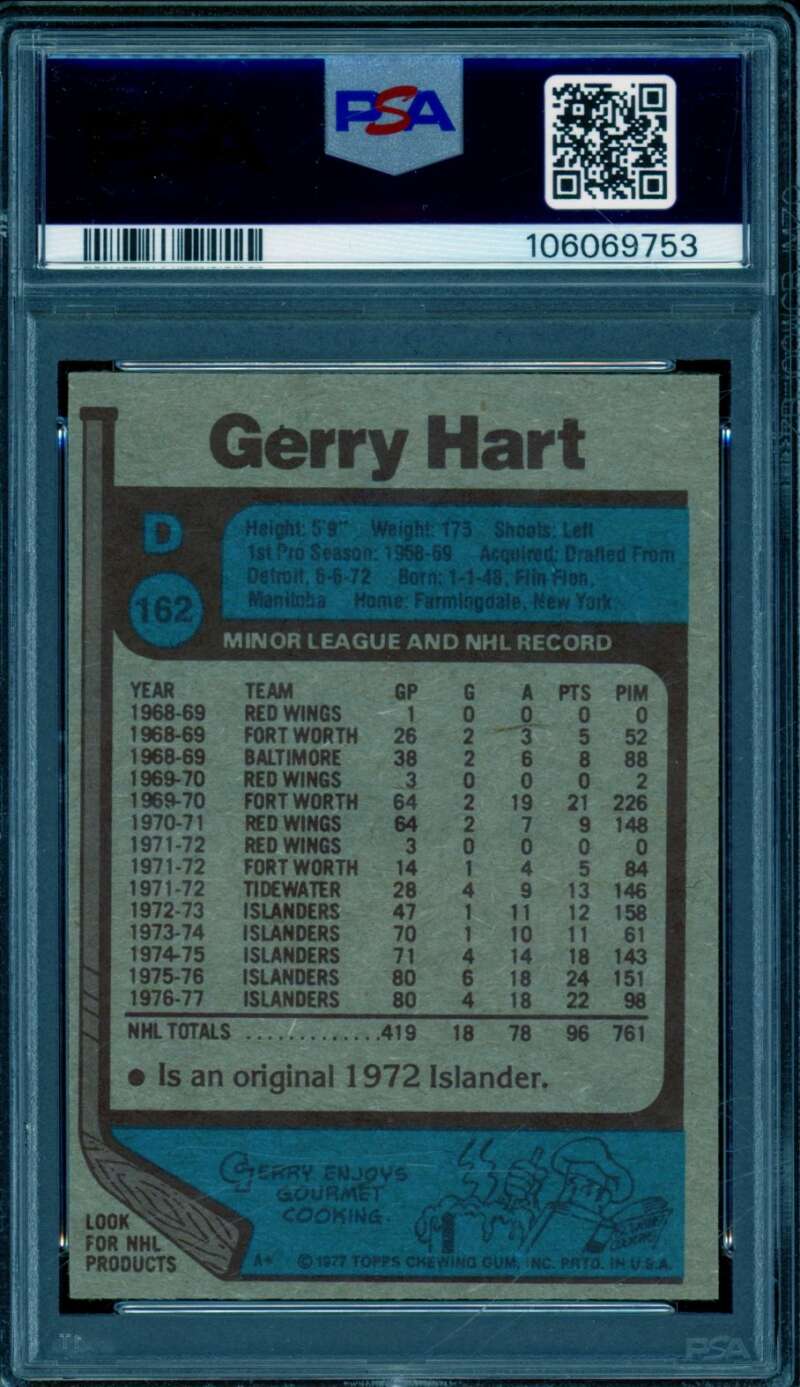 PSA
106069753
Gerry Hart
D
162
Height: 5'9" Weight: 175 Shoots: Left
1st Pro Season: 1968-69 Acquired: Drafted From
Detroit, 6-6-72 Born: 1-1-48, Flin Flon,
Manitoba Home: Farmingdale, New York
MINOR LEAGUE AND NHL RECORD
YEAR TEAM GP G A PTS PIM
1968-69 RED WINGS 1 0 0 0 0
1968-69 FORT WORTH 26 2 3 5 52
1968-69 BALTIMORE 38 2 6 8 88
1969-70 RED WINGS 3 0 0 0 2
1969-70 FORT WORTH 64 2 19 21 226
1970-71 RED WINGS 64 2 7 9 148
1971-72 RED WINGS 3 0 0 0 0
1971-72 FORT WORTH 14 1 4 5 84
1971-72 TIDEWATER 28 4 9 13 146
1972-73 ISLANDERS 47 1 11 12 158
1973-74 ISLANDERS 70 1 10 11 61
1974-75 ISLANDERS 71 4 14 18 143
1975-76 ISLANDERS 80 6 18 24 151
1976-77 ISLANDERS 80 4 18 22 98
NHL TOTALS .............419 18 78 96 761
• Is an original 1972 Islander.
GERRY ENJOYS
GOURMET
COOKING.
LOOK
FOR NHL
PRODUCTS
A* © 1977 TOPPS CHEWING GUM, INC. PRTD. IN U.S.A.
PSA